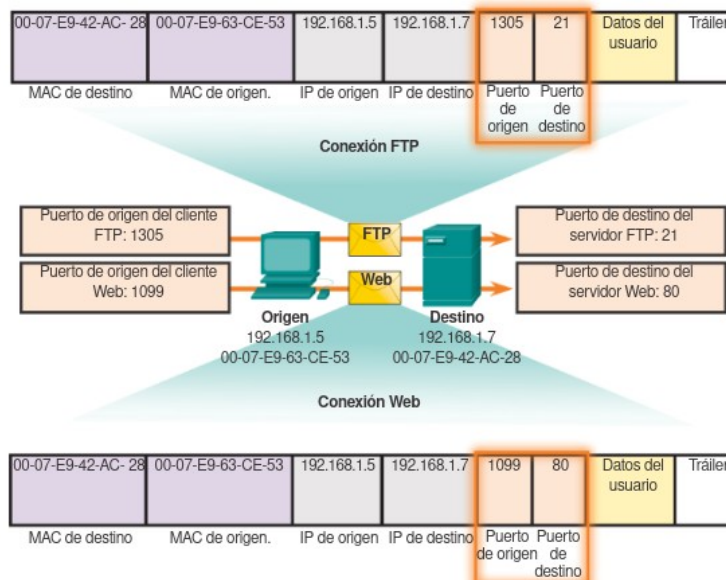 00-07-E9-42-AC- 28 00-07-E9-63-CE-53 192.168.1.5 192.168.1.7 1305 21 Datos del usuario Tráiler
MAC de destino MAC de origen. IP de origen IP de destino Puerto de origen Puerto de destino
Conexión FTP
Puerto de origen del cliente
FTP: 1305
FTP
Puerto de destino del
servidor FTP: 21
Puerto de origen del cliente
Web: 1099
Web
Puerto de destino del
servidor Web: 80
Origen
192.168.1.5
00-07-E9-63-CE-53
Destino
192.168.1.7
00-07-E9-42-AC-28
Conexión Web
00-07-E9-42-AC- 28 00-07-E9-63-CE-53 192.168.1.5 192.168.1.7 1099 80 Datos del usuario Tráiler
MAC de destino MAC de origen. IP de origen IP de destino Puerto de origen Puerto de destino